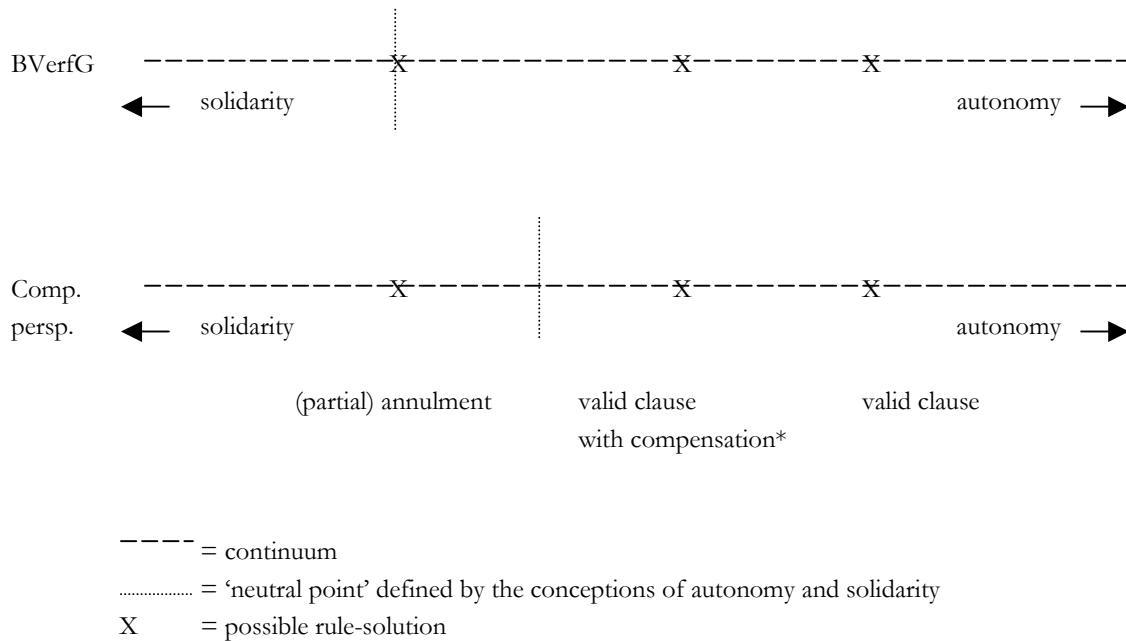 BVerfG X X X
solidarity autonomy
Comp. X X X
persp. solidarity autonomy
(partial) annulment valid clause valid clause
with compensation*
= continuum
= ‘neutral point’ defined by the conceptions of autonomy and solidarity
X = possible rule-solution